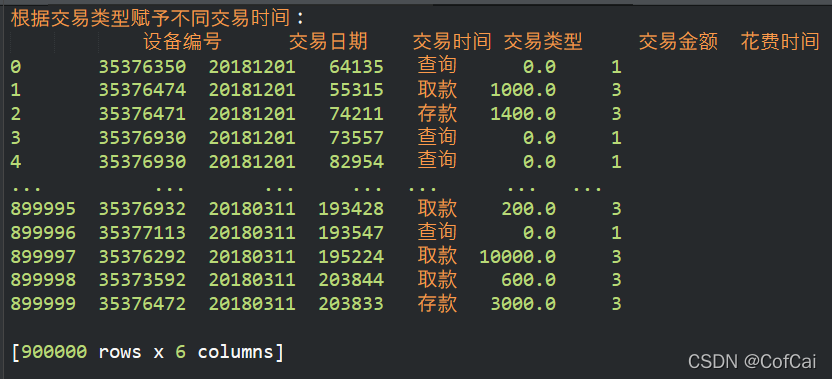 根据交易类型赋予不同交易时间：
设备编号 交易日期 交易时间 交易类型 交易金额 花费时间
0 35376350 20181201 64135 查询 0.0 1
1 35376474 20181201 55315 取款 1000.0 3
2 35376471 20181201 74211 存款 1400.0 3
3 35376930 20181201 73557 查询 0.0 1
4 35376930 20181201 82954 查询 0.0 1
... ... ... ... ... ... ...
899995 35376932 20180311 193428 取款 200.0 3
899996 35377113 20180311 193547 查询 0.0 1
899997 35376292 20180311 195224 取款 10000.0 3
899998 35373592 20180311 203844 取款 600.0 3
899999 35376472 20180311 203833 存款 3000.0 3
[900000 rows x 6 columns]
CSDN @CofCai